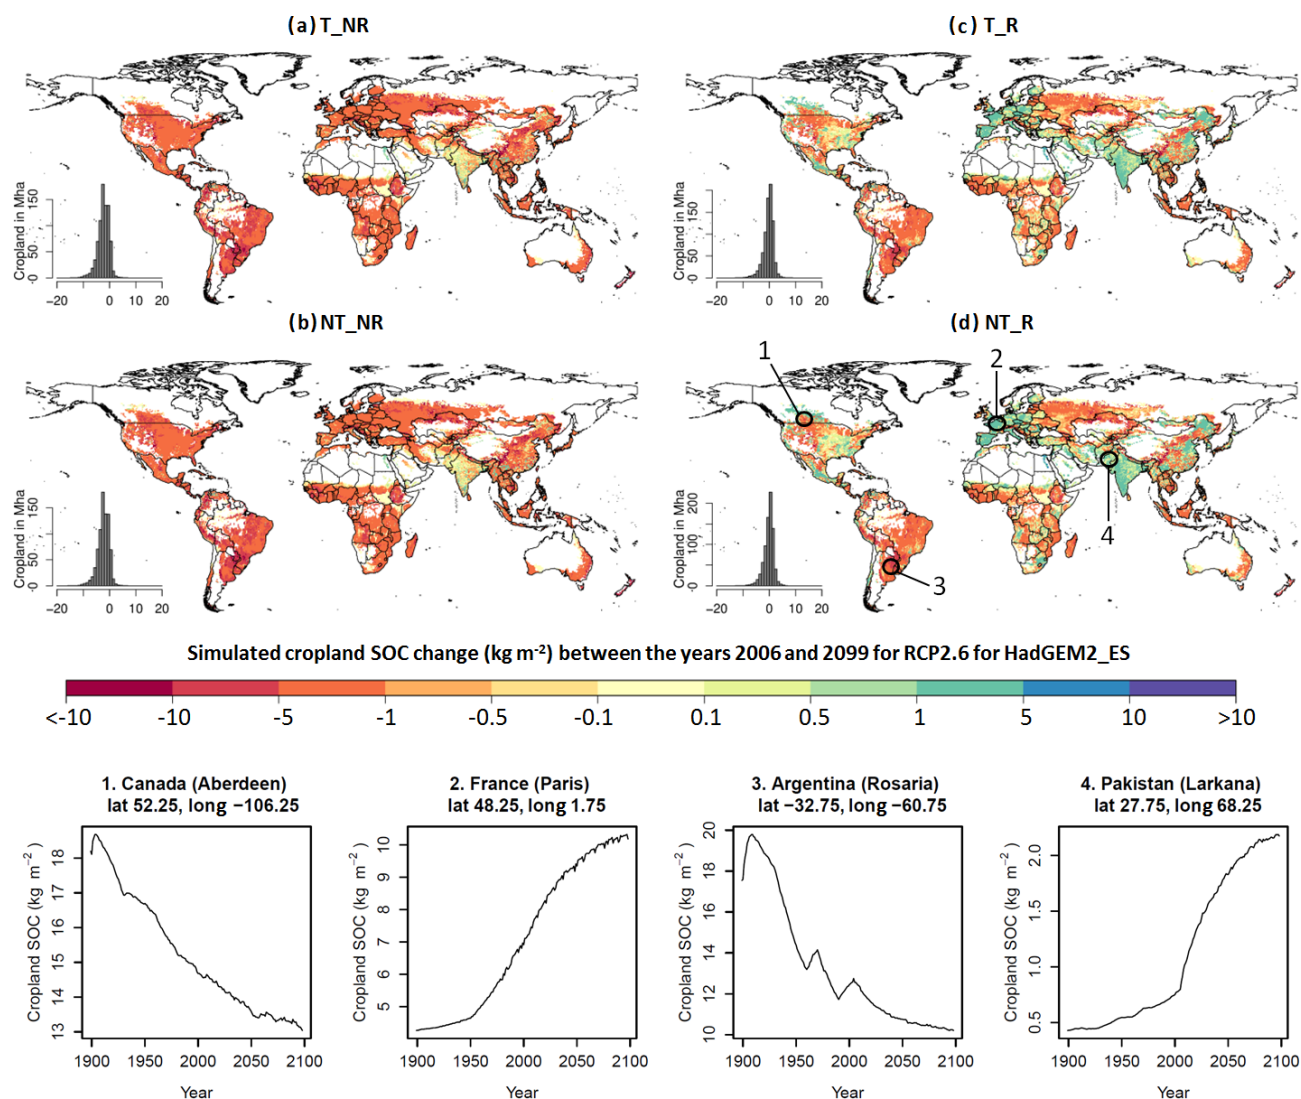 (a) T_NR
(c) T_R
Cropland in Mha
0 50 150
−20 0 10 20
Cropland in Mha
0 50 150
−20 0 10 20
(b) NT_NR
(d) NT_R
1
2
3
4
Cropland in Mha
0 50 150
−20 0 10 20
Cropland in Mha
0 100 200
−20 0 10 20
Simulated cropland SOC change (kg m-2) between the years 2006 and 2099 for RCP2.6 for HadGEM2_ES
<-10 -10 -5 -1 -0.5 -0.1 0.1 0.5 1 5 10 >10
1. Canada (Aberdeen)
lat 52.25, long −106.25
Cropland SOC (kg m−2)
13 14 15 16 17 18
1900 1950 2000 2050 2100
Year
2. France (Paris)
lat 48.25, long 1.75
Cropland SOC (kg m−2)
5 6 7 8 9 10
1900 1950 2000 2050 2100
Year
3. Argentina (Rosaria)
lat −32.75, long −60.75
Cropland SOC (kg m−2)
10 12 14 16 18 20
1900 1950 2000 2050 2100
Year
4. Pakistan (Larkana)
lat 27.75, long 68.25
Cropland SOC (kg m−2)
0.5 1.0 1.5 2.0
1900 1950 2000 2050 2100
Year